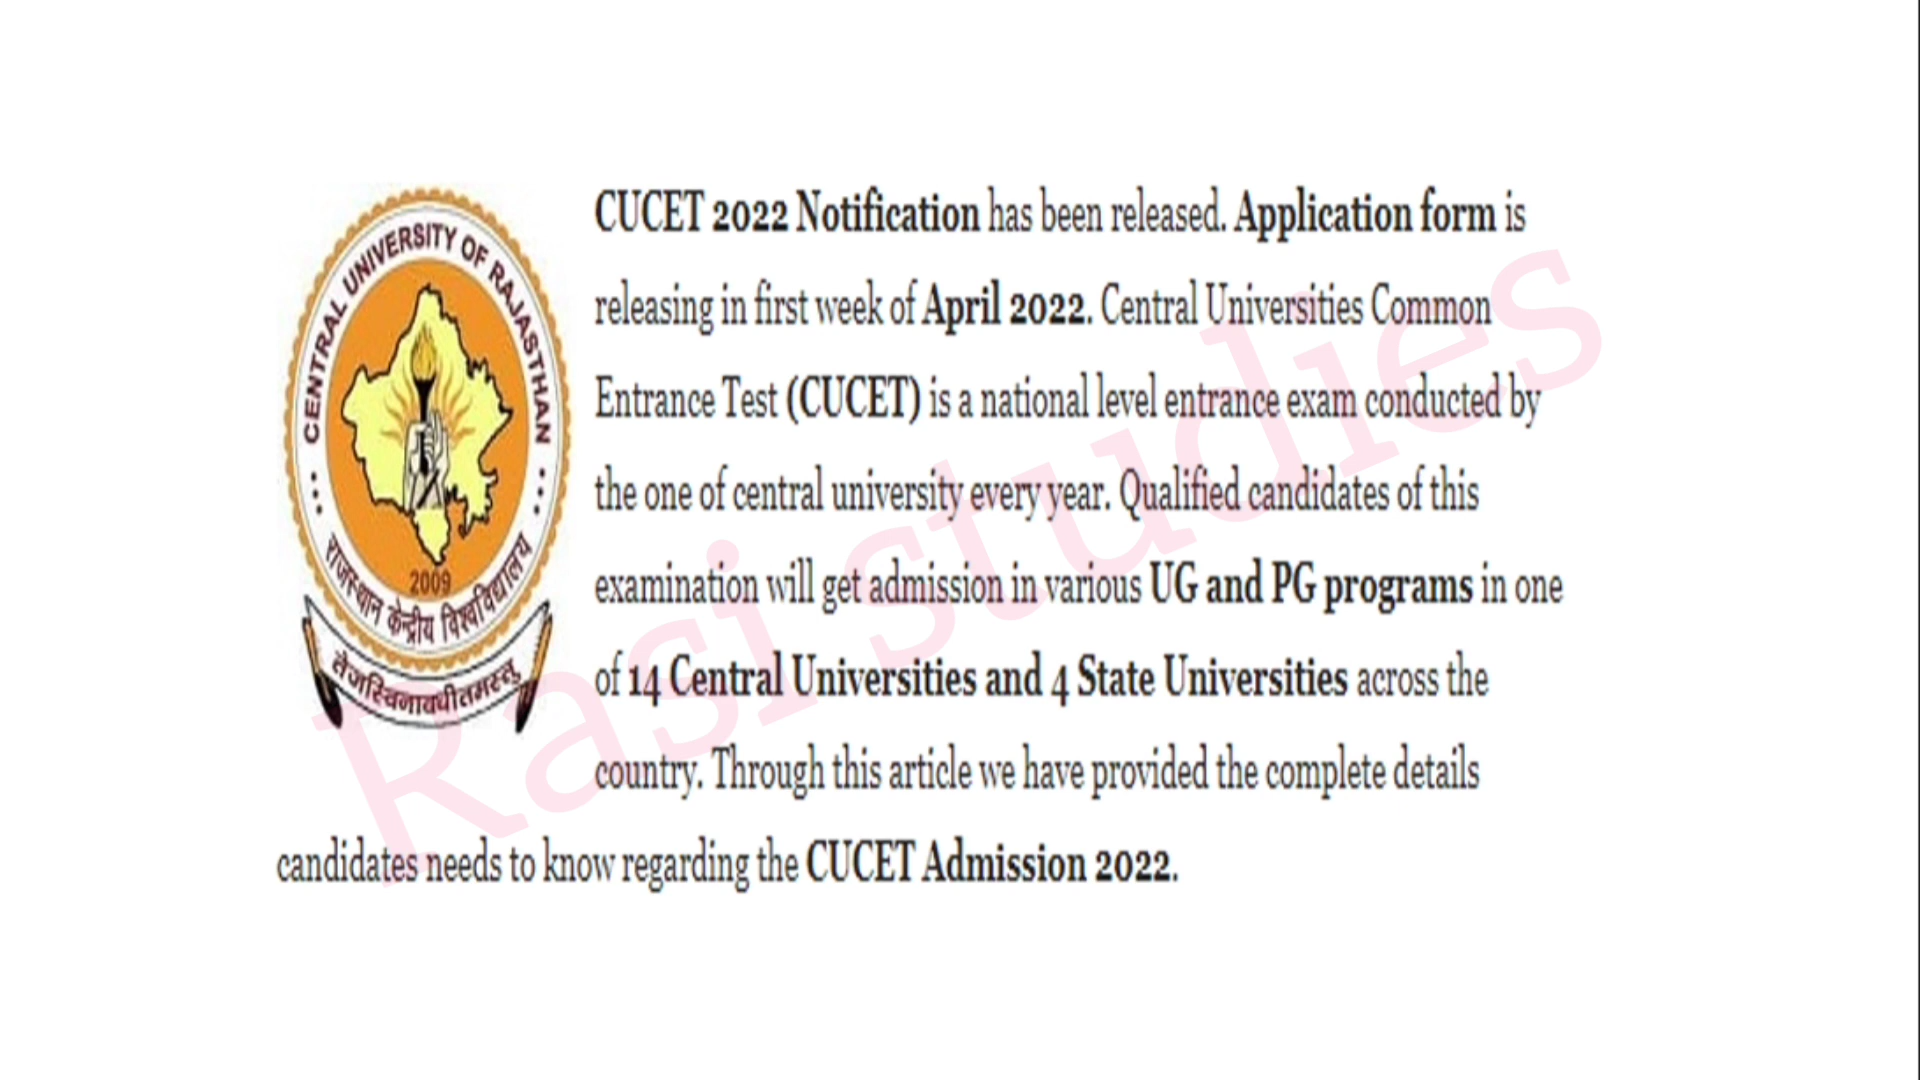 CENTRAL UNIVERSITY OF RAJASTHAN
2009
राजस्थान केन्द्रीय विश्वविद्यालय
तेजस्विनावधीतमस्तु
CUCET 2022 Notification has been released. Application form is
releasing in first week of April 2022. Central Universities Common
Entrance Test (CUCET) is a national level entrance exam conducted by
the one of central university every year. Qualified candidates of this
examination will get admission in various UG and PG programs in one
of 14 Central Universities and 4 State Universities across the
country. Through this article we have provided the complete details
candidates needs to know regarding the CUCET Admission 2022.
Rasi studies